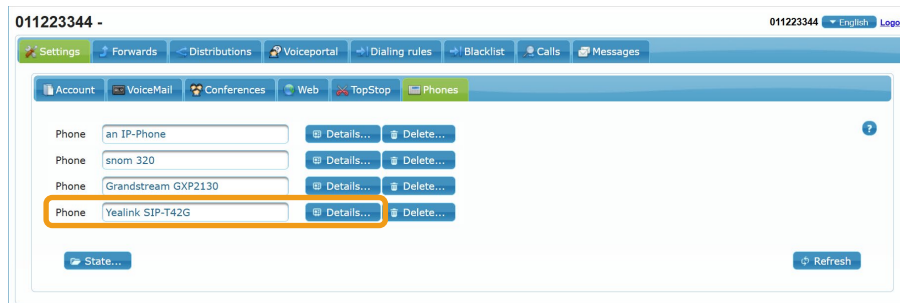 011223344 -
011223344 English Logo
Settings Forwards Distributions Voiceportal Dialing rules Blacklist Calls Messages
Account VoiceMail Conferences Web TopStop Phones
Phone an IP-Phone Details... Delete...
?
Phone snom 320 Details... Delete...
Phone Grandstream GXP2130 Details... Delete...
Phone Yealink SIP-T42G Details... Delete...
State... Refresh